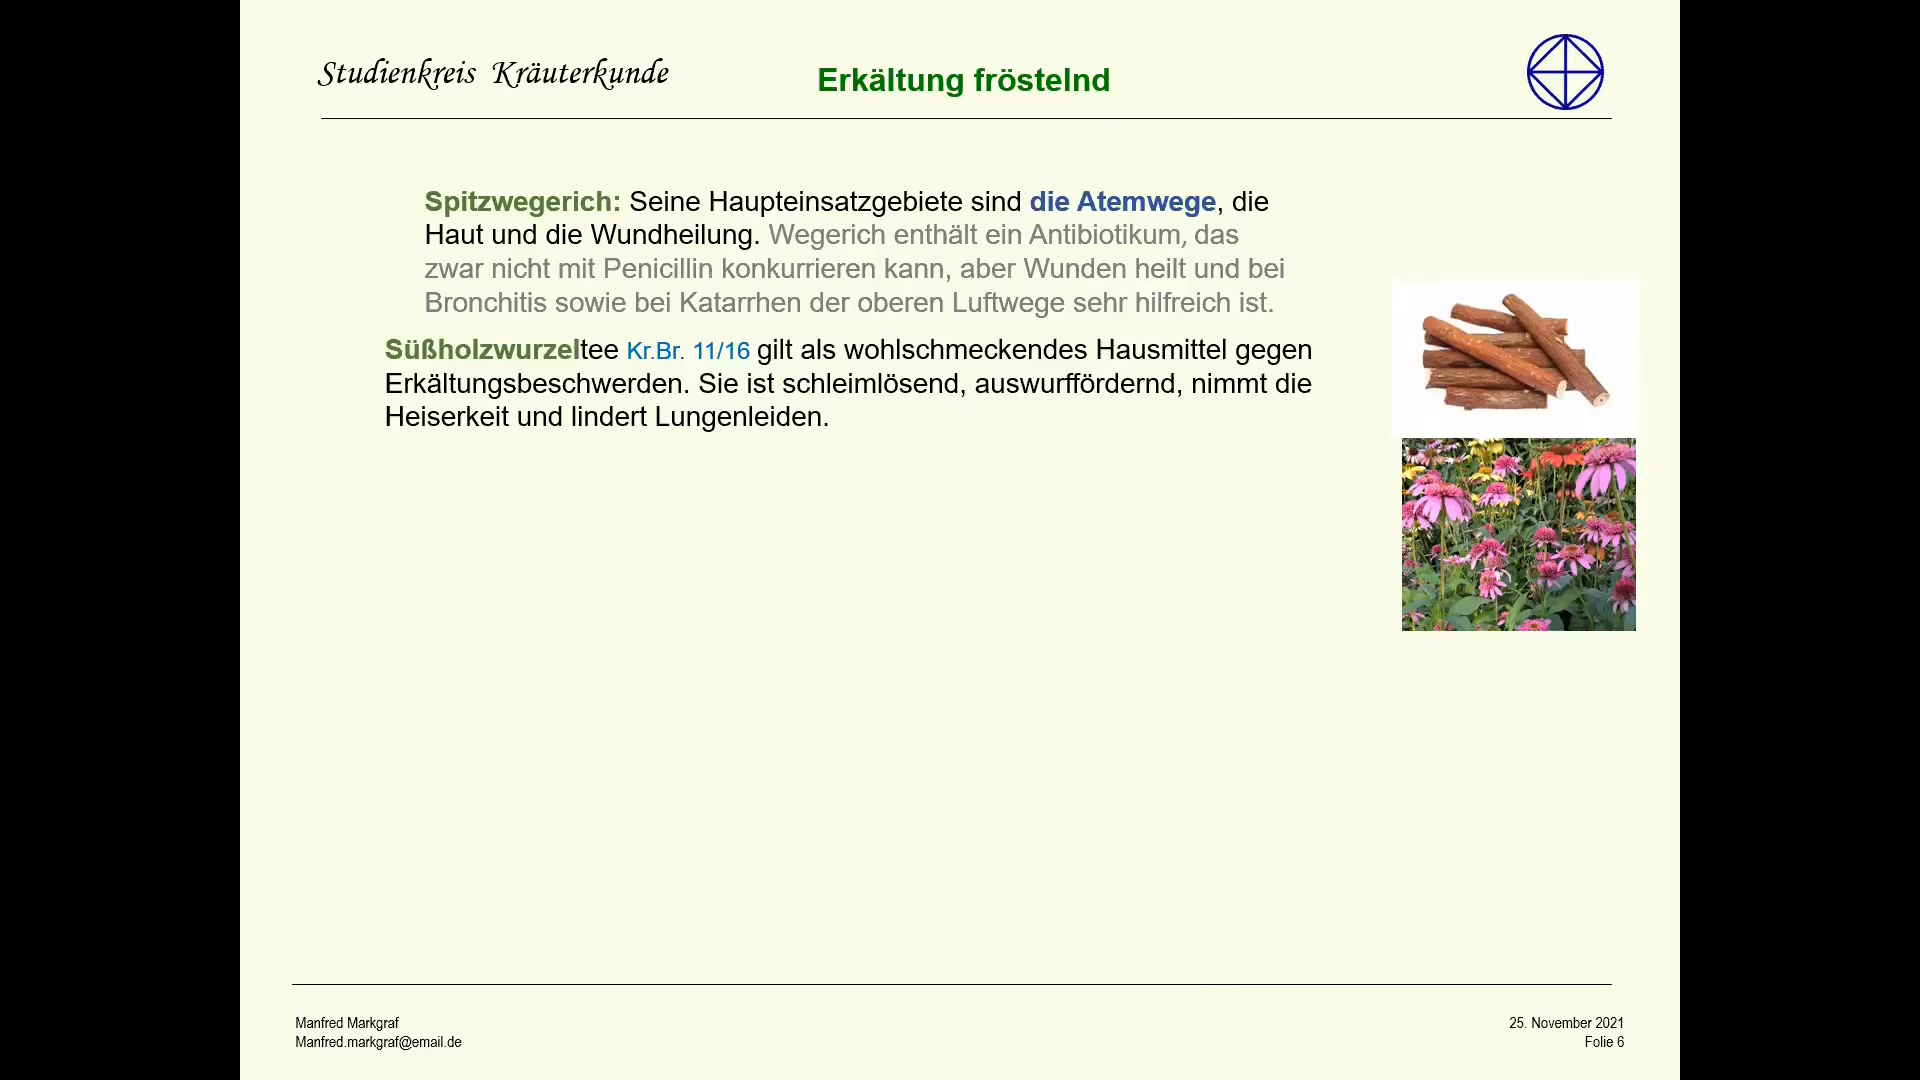 Studienkreis Kräuterkunde
Erkältung fröstelnd
Spitzwegerich: Seine Haupteinsatzgebiete sind die Atemwege, die
Haut und die Wundheilung. Wegerich enthält ein Antibiotikum, das
zwar nicht mit Penicillin konkurrieren kann, aber Wunden heilt und bei
Bronchitis sowie bei Katarrhen der oberen Luftwege sehr hilfreich ist.
Süßholzwurzeltee Kr.Br. 11/16 gilt als wohlschmeckendes Hausmittel gegen
Erkältungsbeschwerden. Sie ist schleimlösend, auswurffördernd, nimmt die
Heiserkeit und lindert Lungenleiden.
Manfred Markgraf
Manfred.markgraf@email.de
25. November 2021
Folie 6